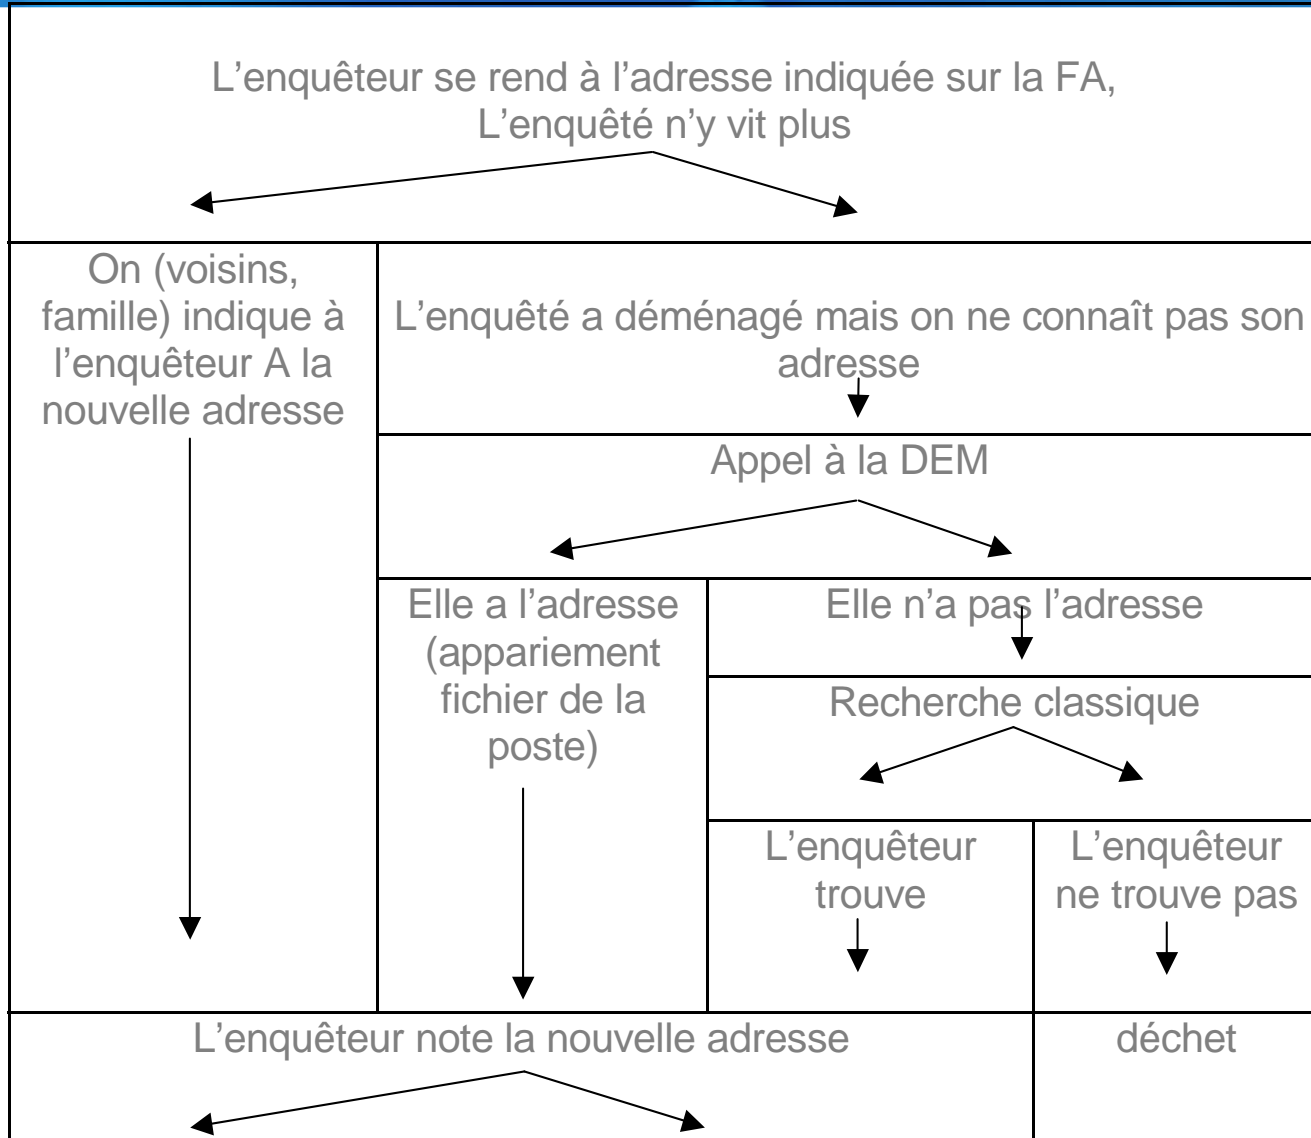 L’enquêteur se rend à l’adresse indiquée sur la FA,
L’enquêté n’y vit plus
On (voisins,
famille) indique à
l’enquêteur A la
nouvelle adresse
L’enquêté a déménagé mais on ne connaît pas son
adresse
Appel à la DEM
Elle a l’adresse
(appariement
fichier de la
poste)
Elle n’a pas l’adresse
Recherche classique
L’enquêteur
trouve
L’enquêteur
ne trouve pas
L’enquêteur note la nouvelle adresse
déchet